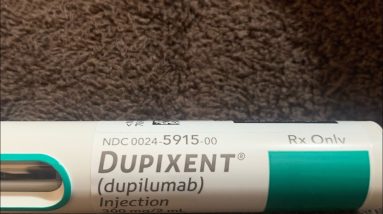 NDC 0024-5915-00
Rx Only
DUPIXENT®
(dupilumab)
Injection